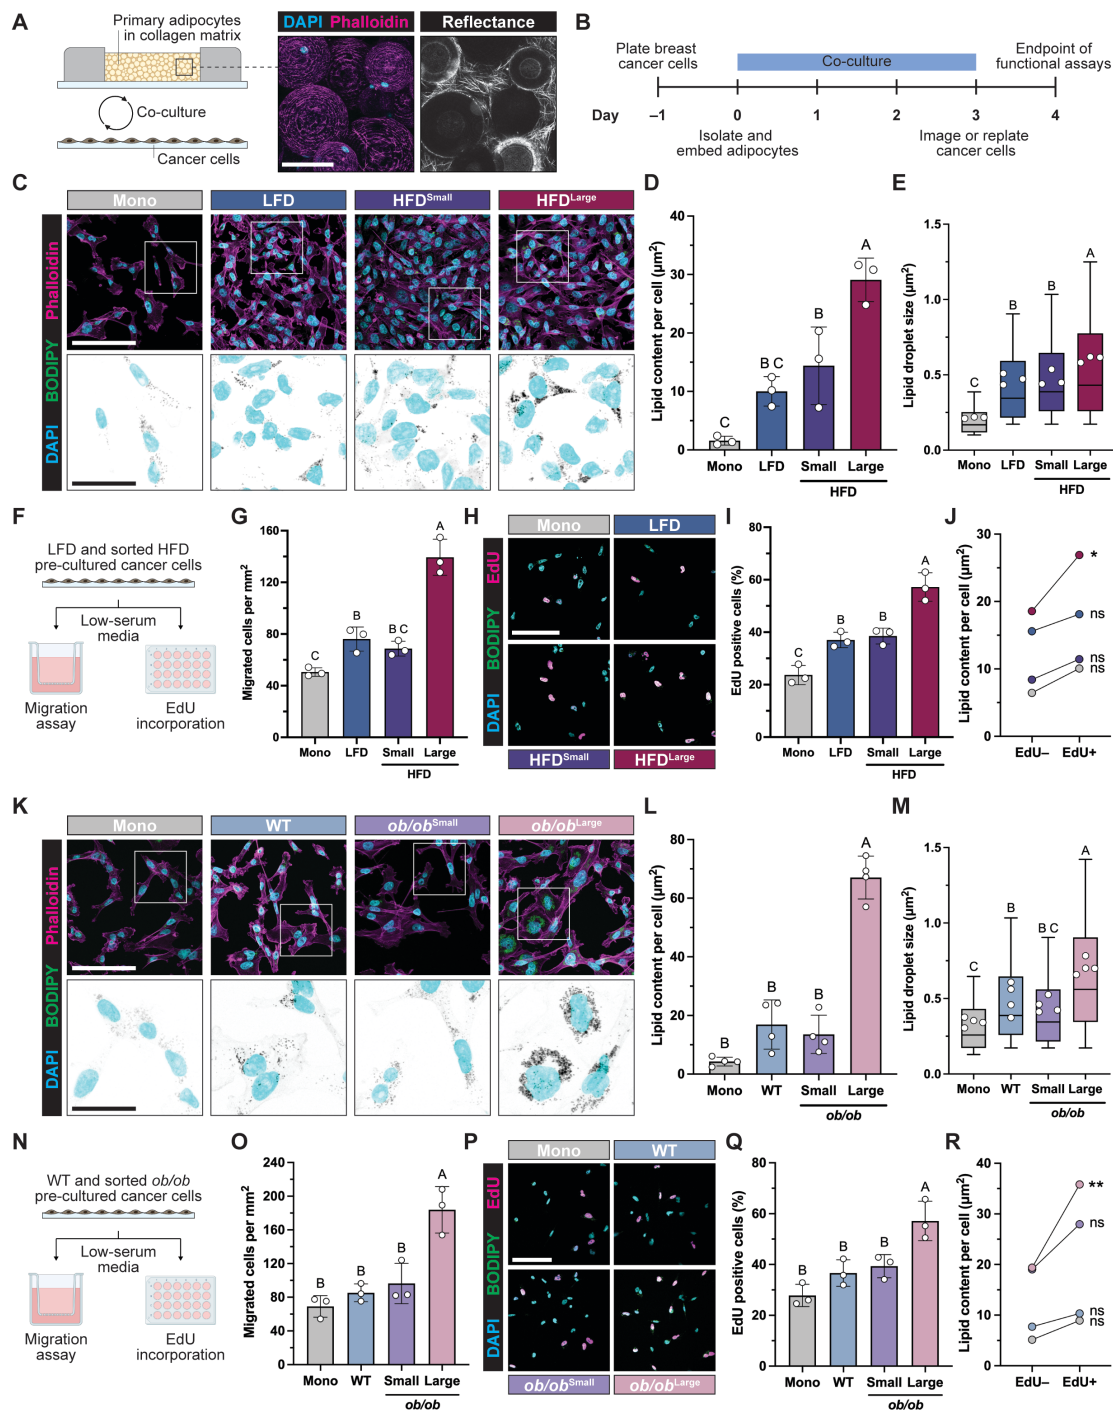 A
Primary adipocytes
in collagen matrix
Co-culture
Cancer cells
DAPI Phalloidin
Reflectance
B
Plate breast
cancer cells
Co-culture
Endpoint of
functional assays
Day
–1
0
1
2
3
4
Isolate and
embed adipocytes
Image or replate
cancer cells
C
Mono
LFD
HFDSmall
HFDLarge
DAPI BODIPY Phalloidin
D
Lipid content per cell (µm²)
40
30
20
10
0
C
B C
B
A
Mono
LFD
Small
Large
HFD
E
Lipid droplet size (µm²)
1.5
1.0
0.5
0.0
C
B
B
A
Mono
LFD
Small
Large
HFD
F
LFD and sorted HFD
pre-cultured cancer cells
Low-serum
media
Migration
assay
EdU
incorporation
G
Migrated cells per mm²
160
120
80
40
0
C
B
B C
A
Mono
LFD
Small
Large
HFD
H
Mono
LFD
DAPI BODIPY EdU
HFDSmall
HFDLarge
I
EdU positive cells (%)
80
60
40
20
0
C
B
B
A
Mono
LFD
Small
Large
HFD
J
Lipid content per cell (µm²)
30
20
10
0
*
ns
ns
ns
EdU–
EdU+
K
Mono
WT
ob/obSmall
ob/obLarge
DAPI BODIPY Phalloidin
L
Lipid content per cell (µm²)
80
60
40
20
0
B
B
B
A
Mono
WT
Small
Large
ob/ob
M
Lipid droplet size (µm²)
1.5
1.0
0.5
0.0
C
B
B C
A
Mono
WT
Small
Large
ob/ob
N
WT and sorted ob/ob
pre-cultured cancer cells
Low-serum
media
Migration
assay
EdU
incorporation
O
Migrated cells per mm²
240
200
160
120
80
40
0
B
B
B
A
Mono
WT
Small
Large
ob/ob
P
Mono
WT
DAPI BODIPY EdU
ob/obSmall
ob/obLarge
Q
EdU positive cells (%)
80
60
40
20
0
B
B
B
A
Mono
WT
Small
Large
ob/ob
R
Lipid content per cell (µm²)
40
30
20
10
0
**
ns
ns
ns
EdU–
EdU+